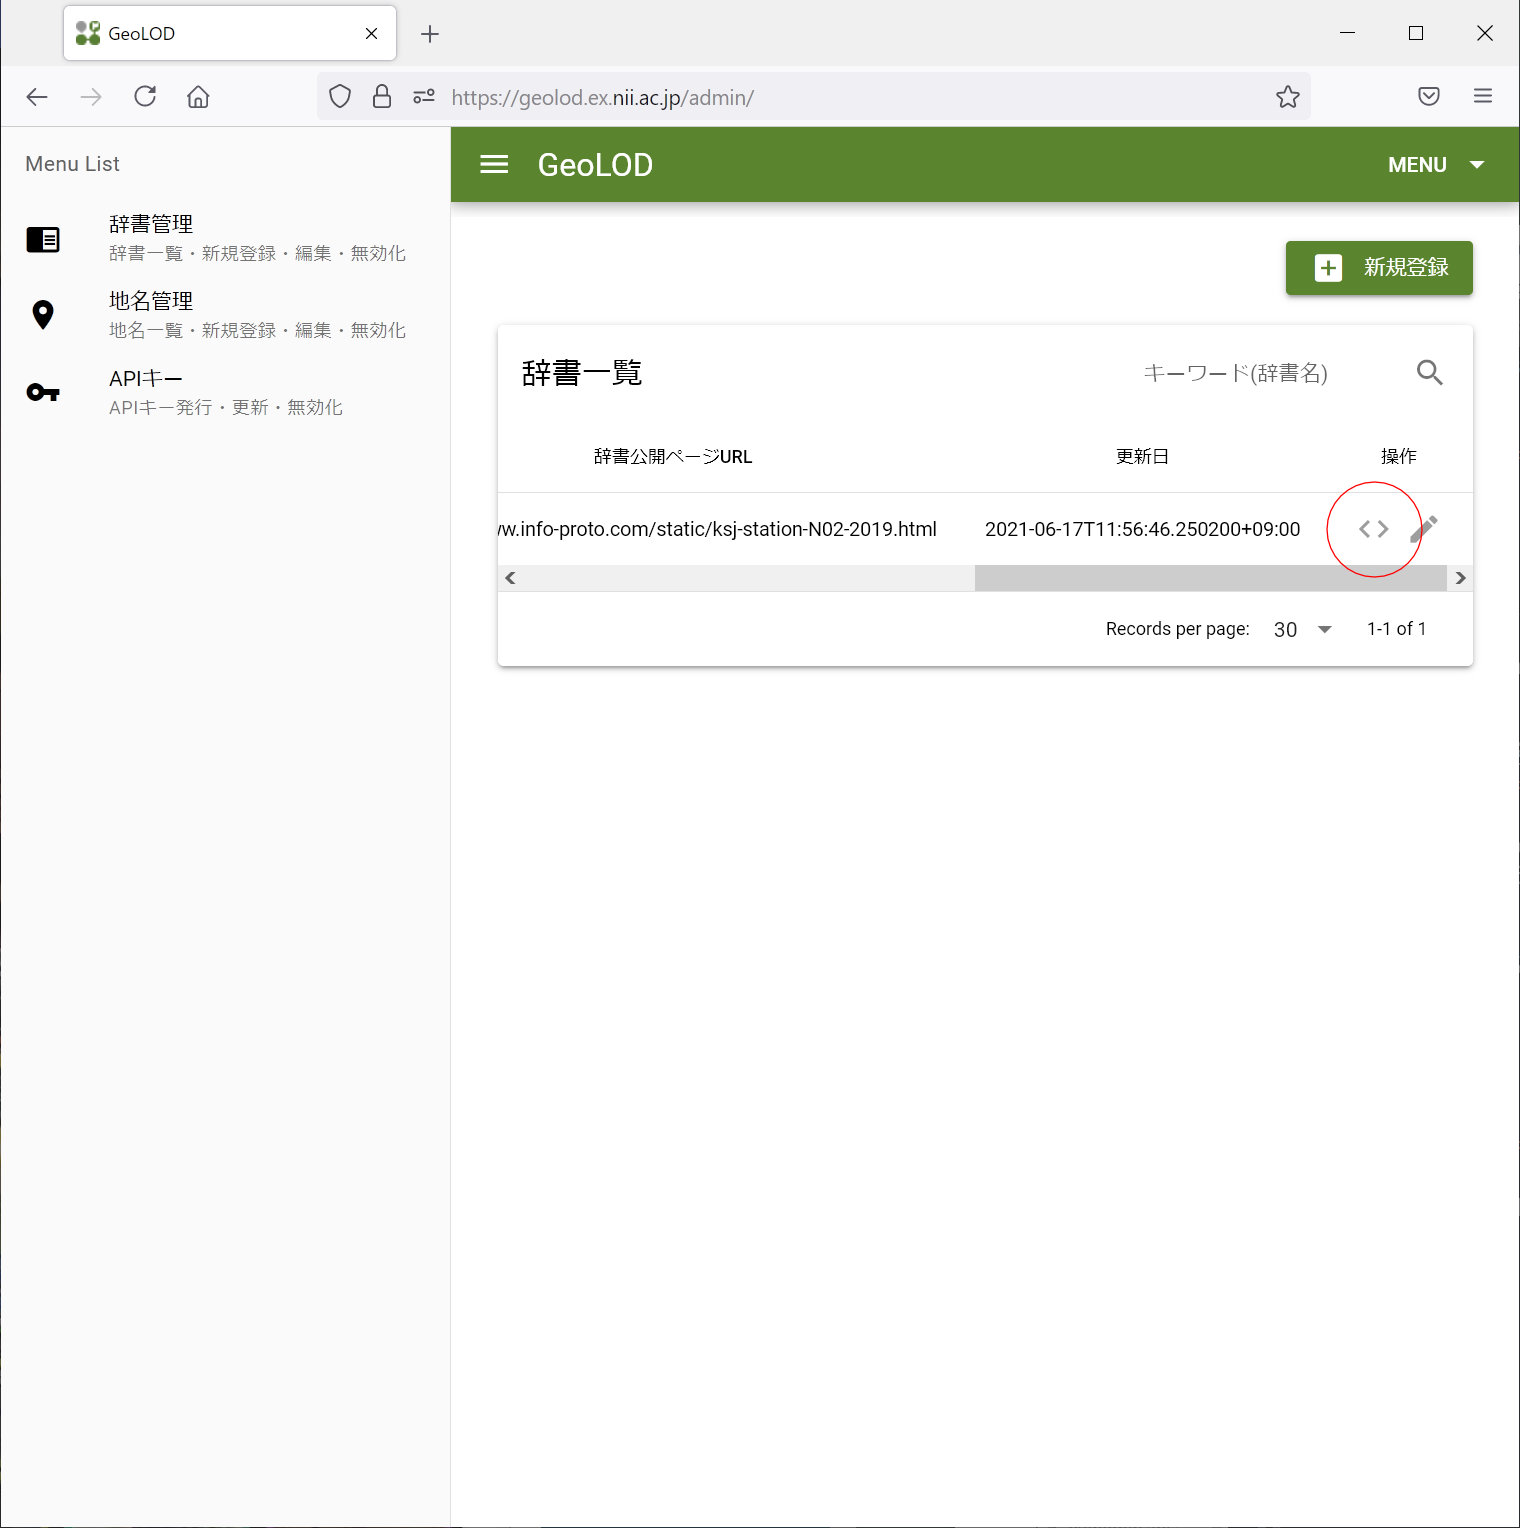 GeoLOD
https://geolod.ex.nii.ac.jp/admin/
Menu List
辞書管理
辞書一覧・新規登録・編集・無効化
地名管理
地名一覧・新規登録・編集・無効化
APIキー
APIキー発行・更新・無効化
GeoLOD
MENU
新規登録
辞書一覧
キーワード(辞書名)
辞書公開ページURL 更新日 操作
w.info-proto.com/static/ksj-station-N02-2019.html 2021-06-17T11:56:46.250200+09:00
Records per page: 30 1-1 of 1